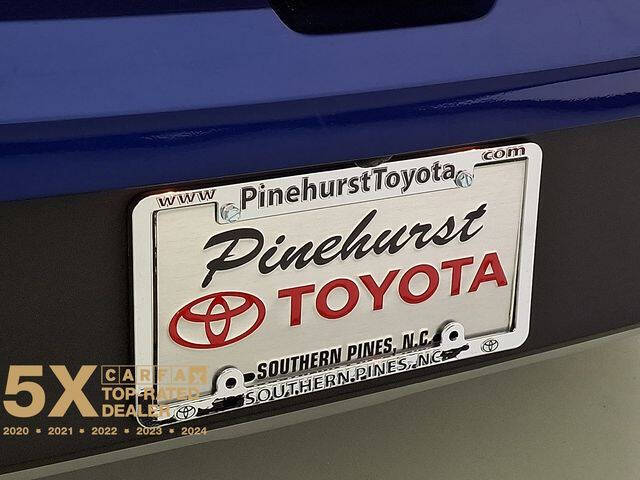 www PinehurstToyota. com
Pinehurst
TOYOTA
SOUTHERN PINES, N.C.
SOUTHERN PINES, NC
5X CARFAX
TOP-RATED
DEALER
2020 • 2021 • 2022 • 2023 • 2024